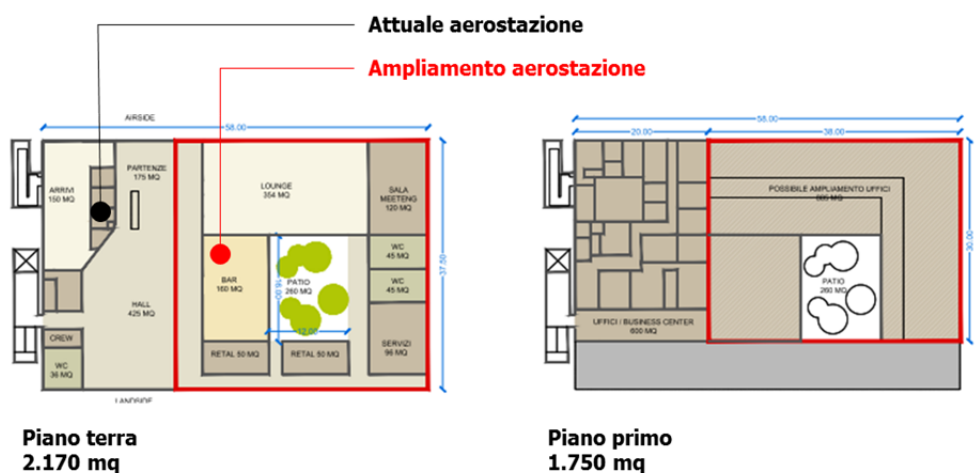 Attuale aerostazione
Ampliamento aerostazione
AIRSIDE
58.00
PARTENZE
175 MQ
ARRIVI
150 MQ
LOUNGE
354 MQ
SALA
MEETENG
120 MQ
WC
45 MQ
WC
45 MQ
BAR
160 MQ
PATIO
260 MQ
16.00
12.00
37.50
HALL
425 MQ
CREW
WC
36 MQ
RETAL 50 MQ
RETAL 50 MQ
SERVIZI
96 MQ
LANDSIDE
Piano terra
2.170 mq
58.00
20.00
38.00
POSSIBILE AMPLIAMENTO UFFICI
30.00
PATIO
260 MQ
UFFICI / BUSINESS CENTER
600 MQ
Piano primo
1.750 mq